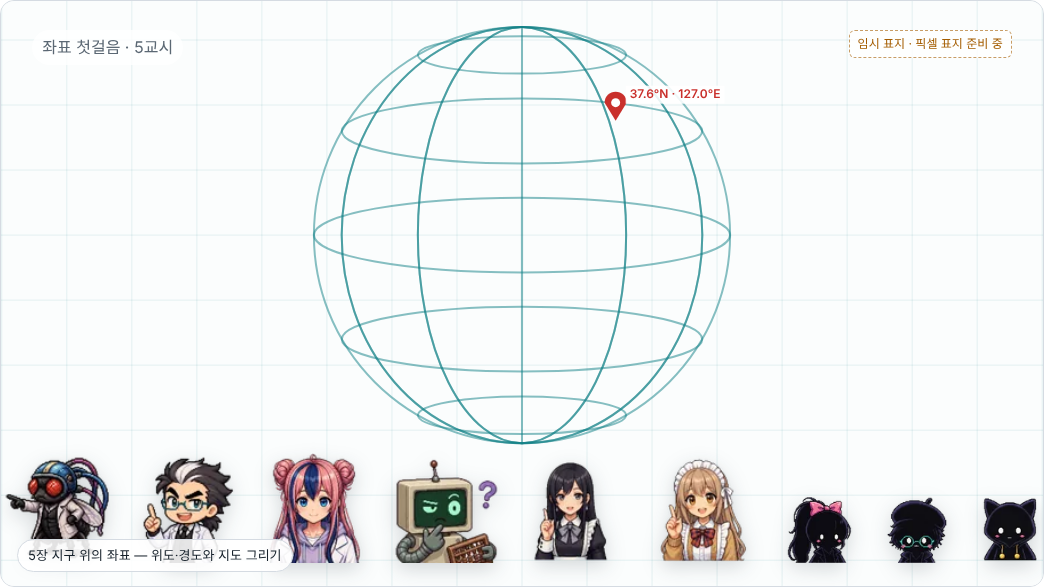 좌표 첫걸음 · 5교시
임시 표지 · 픽셀 표지 준비 중
37.6°N · 127.0°E
?
5장 지구 위의 좌표 — 위도·경도와 지도 그리기